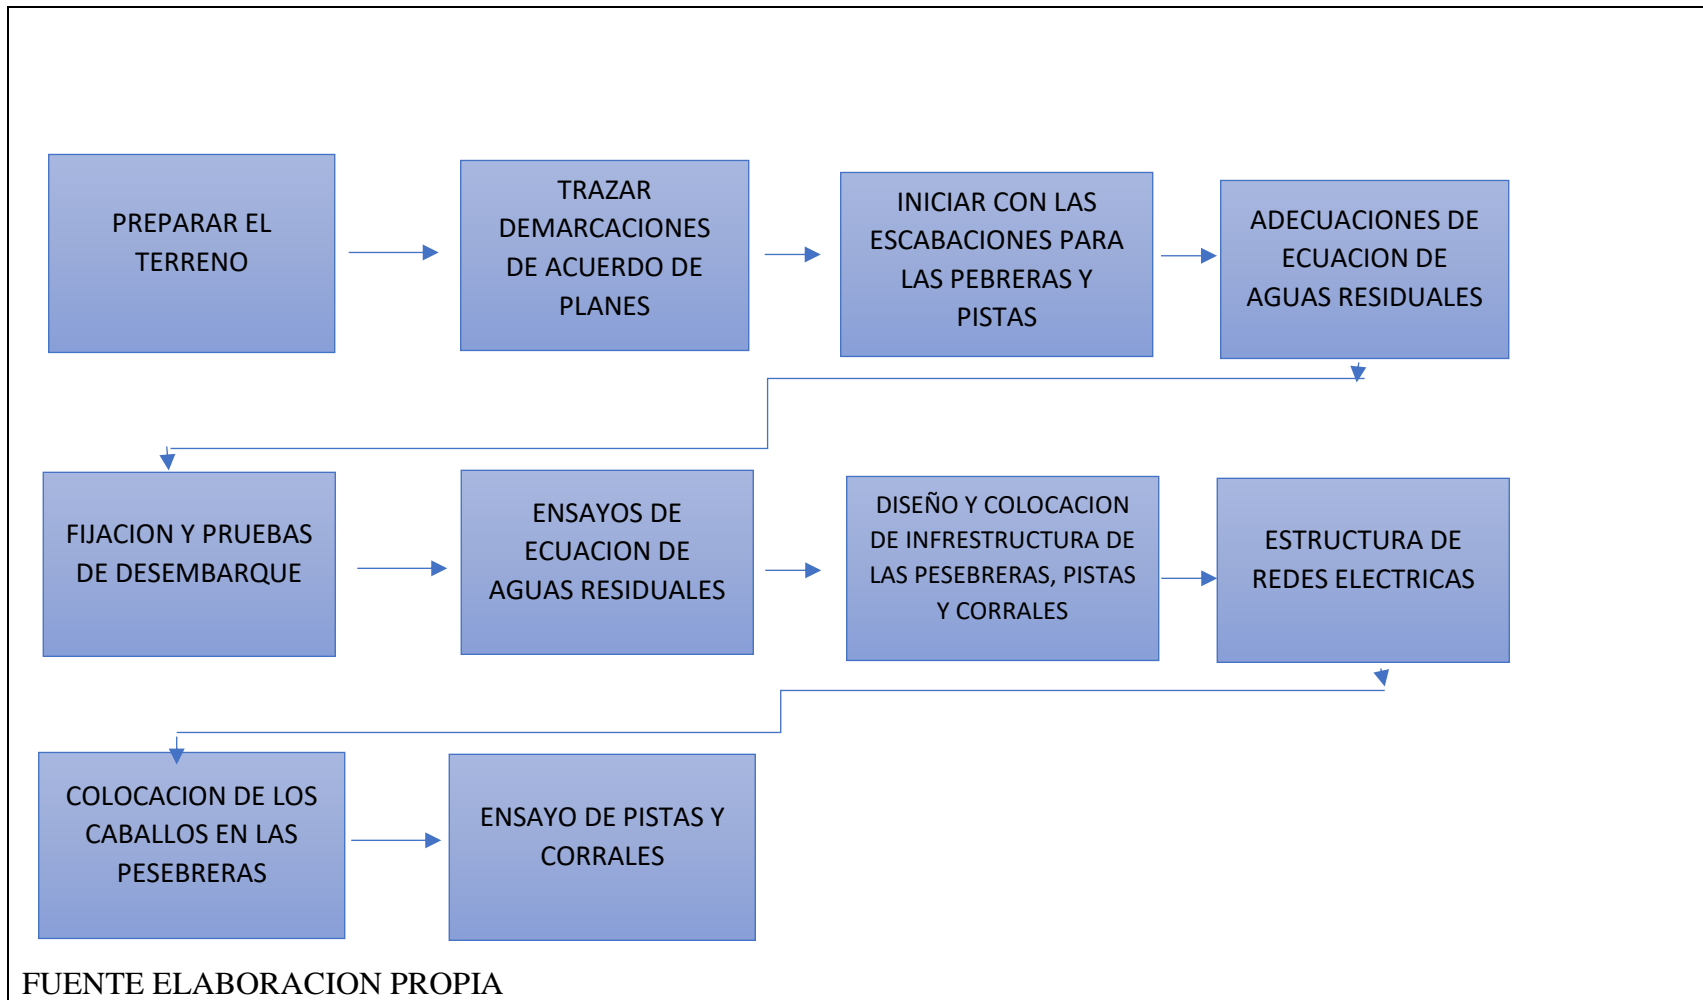 PREPARAR EL
TERRENO
TRAZAR
DEMARCACIONES
DE ACUERDO DE
PLANES
INICIAR CON LAS
ESCABACIONES PARA
LAS PEBRERAS Y
PISTAS
ADECUACIONES DE
ECUACION DE
AGUAS RESIDUALES
FIJACION Y PRUEBAS
DE DESEMBARQUE
ENSAYOS DE
ECUACION DE
AGUAS RESIDUALES
DISEÑO Y COLOCACION
DE INFRESTRUCTURA DE
LAS PESEBRERAS, PISTAS
Y CORRALES
ESTRUCTURA DE
REDES ELECTRICAS
COLOCACION DE LOS
CABALLOS EN LAS
PESEBRERAS
ENSAYO DE PISTAS Y
CORRALES
FUENTE ELABORACION PROPIA